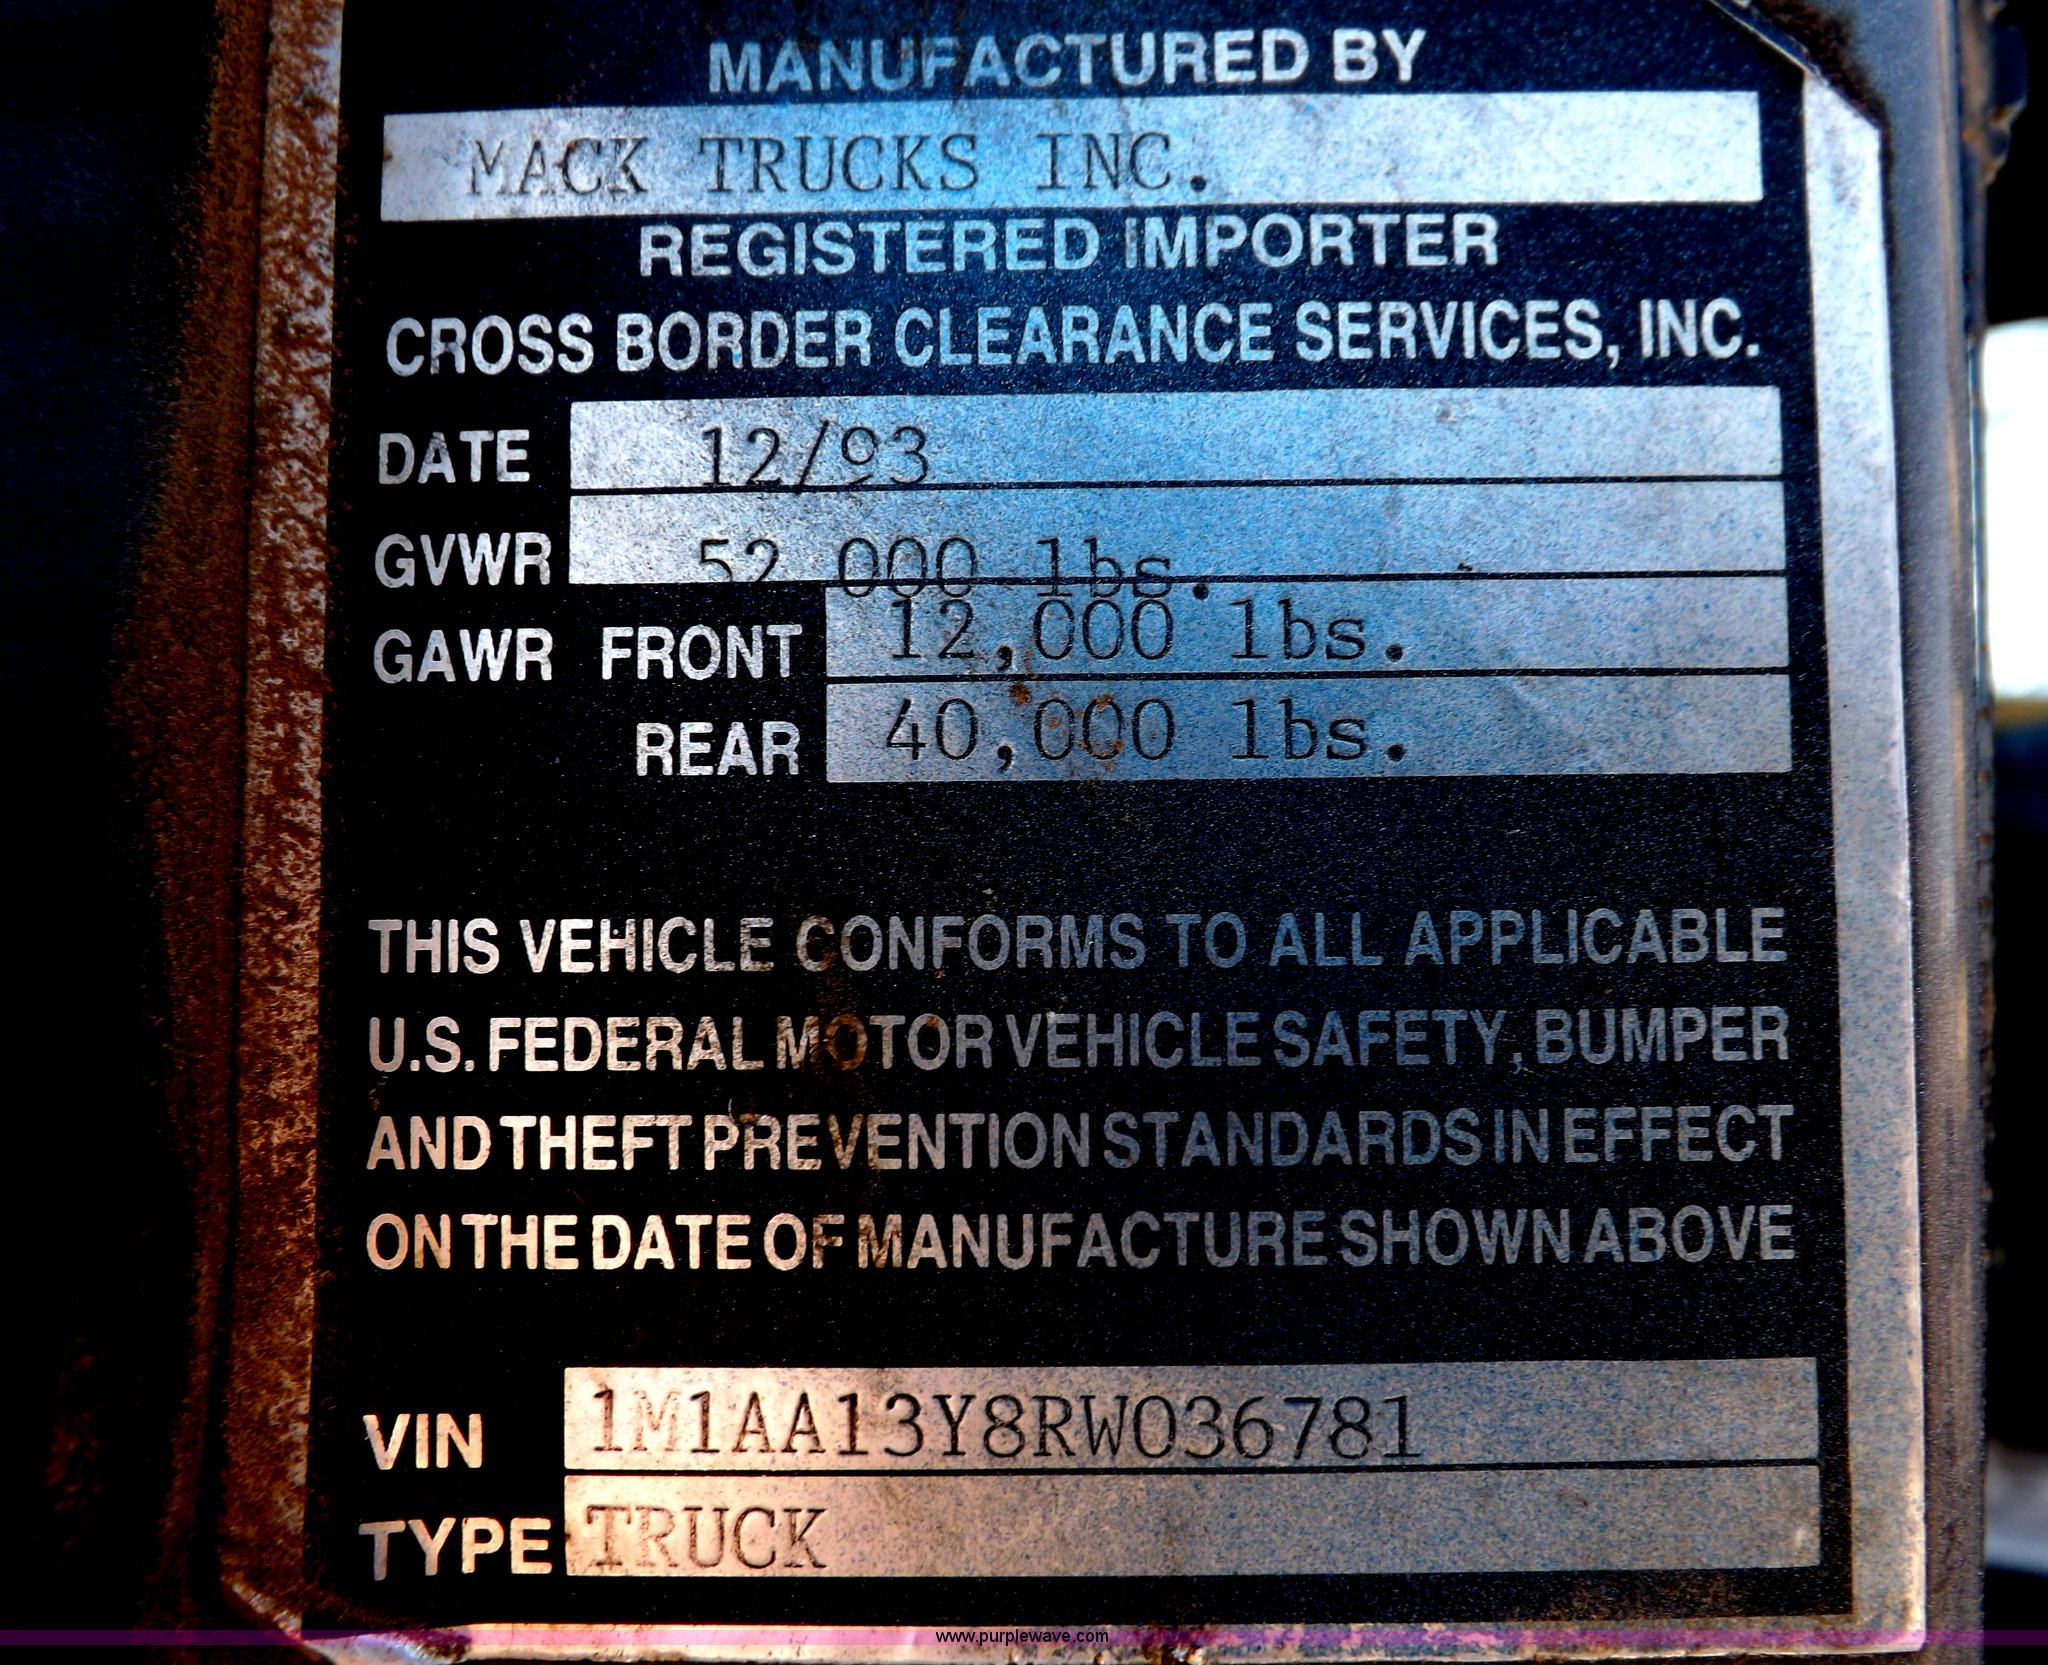 MANUFACTURED BY
MACK TRUCKS INC.
REGISTERED IMPORTER
CROSS BORDER CLEARANCE SERVICES, INC.
DATE 12/93
GVWR 52 000 lbs.
GAWR FRONT 12,000 lbs.
REAR 40,000 lbs.
THIS VEHICLE CONFORMS TO ALL APPLICABLE
U.S. FEDERAL MOTOR VEHICLE SAFETY, BUMPER
AND THEFT PREVENTION STANDARDS IN EFFECT
ON THE DATE OF MANUFACTURE SHOWN ABOVE
VIN 1M1AA13Y8RW036781
TYPE TRUCK
www.purplewave.com